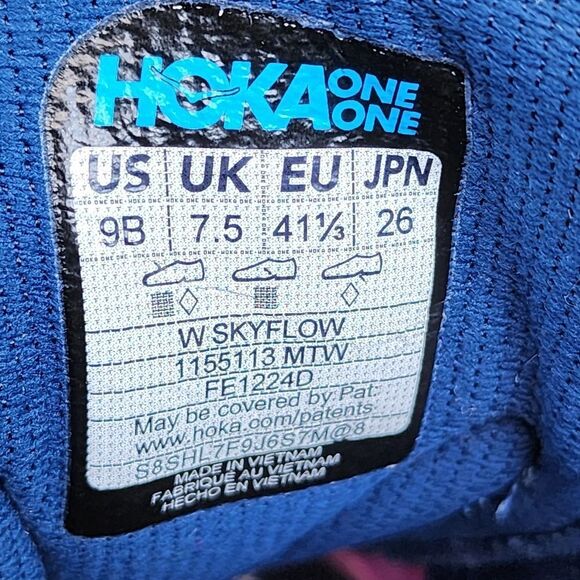 HOKA ONE ONE
US UK EU JPN
9B 7.5 41⅓ 26
W SKYFLOW
1155113 MTW
FE1224D
May be covered by Pat:
www.hoka.com/patents
S8SHL7F9J6S7M@8
MADE IN VIETNAM
FABRIQUÉ AU VIETNAM
HECHO EN VIETNAM